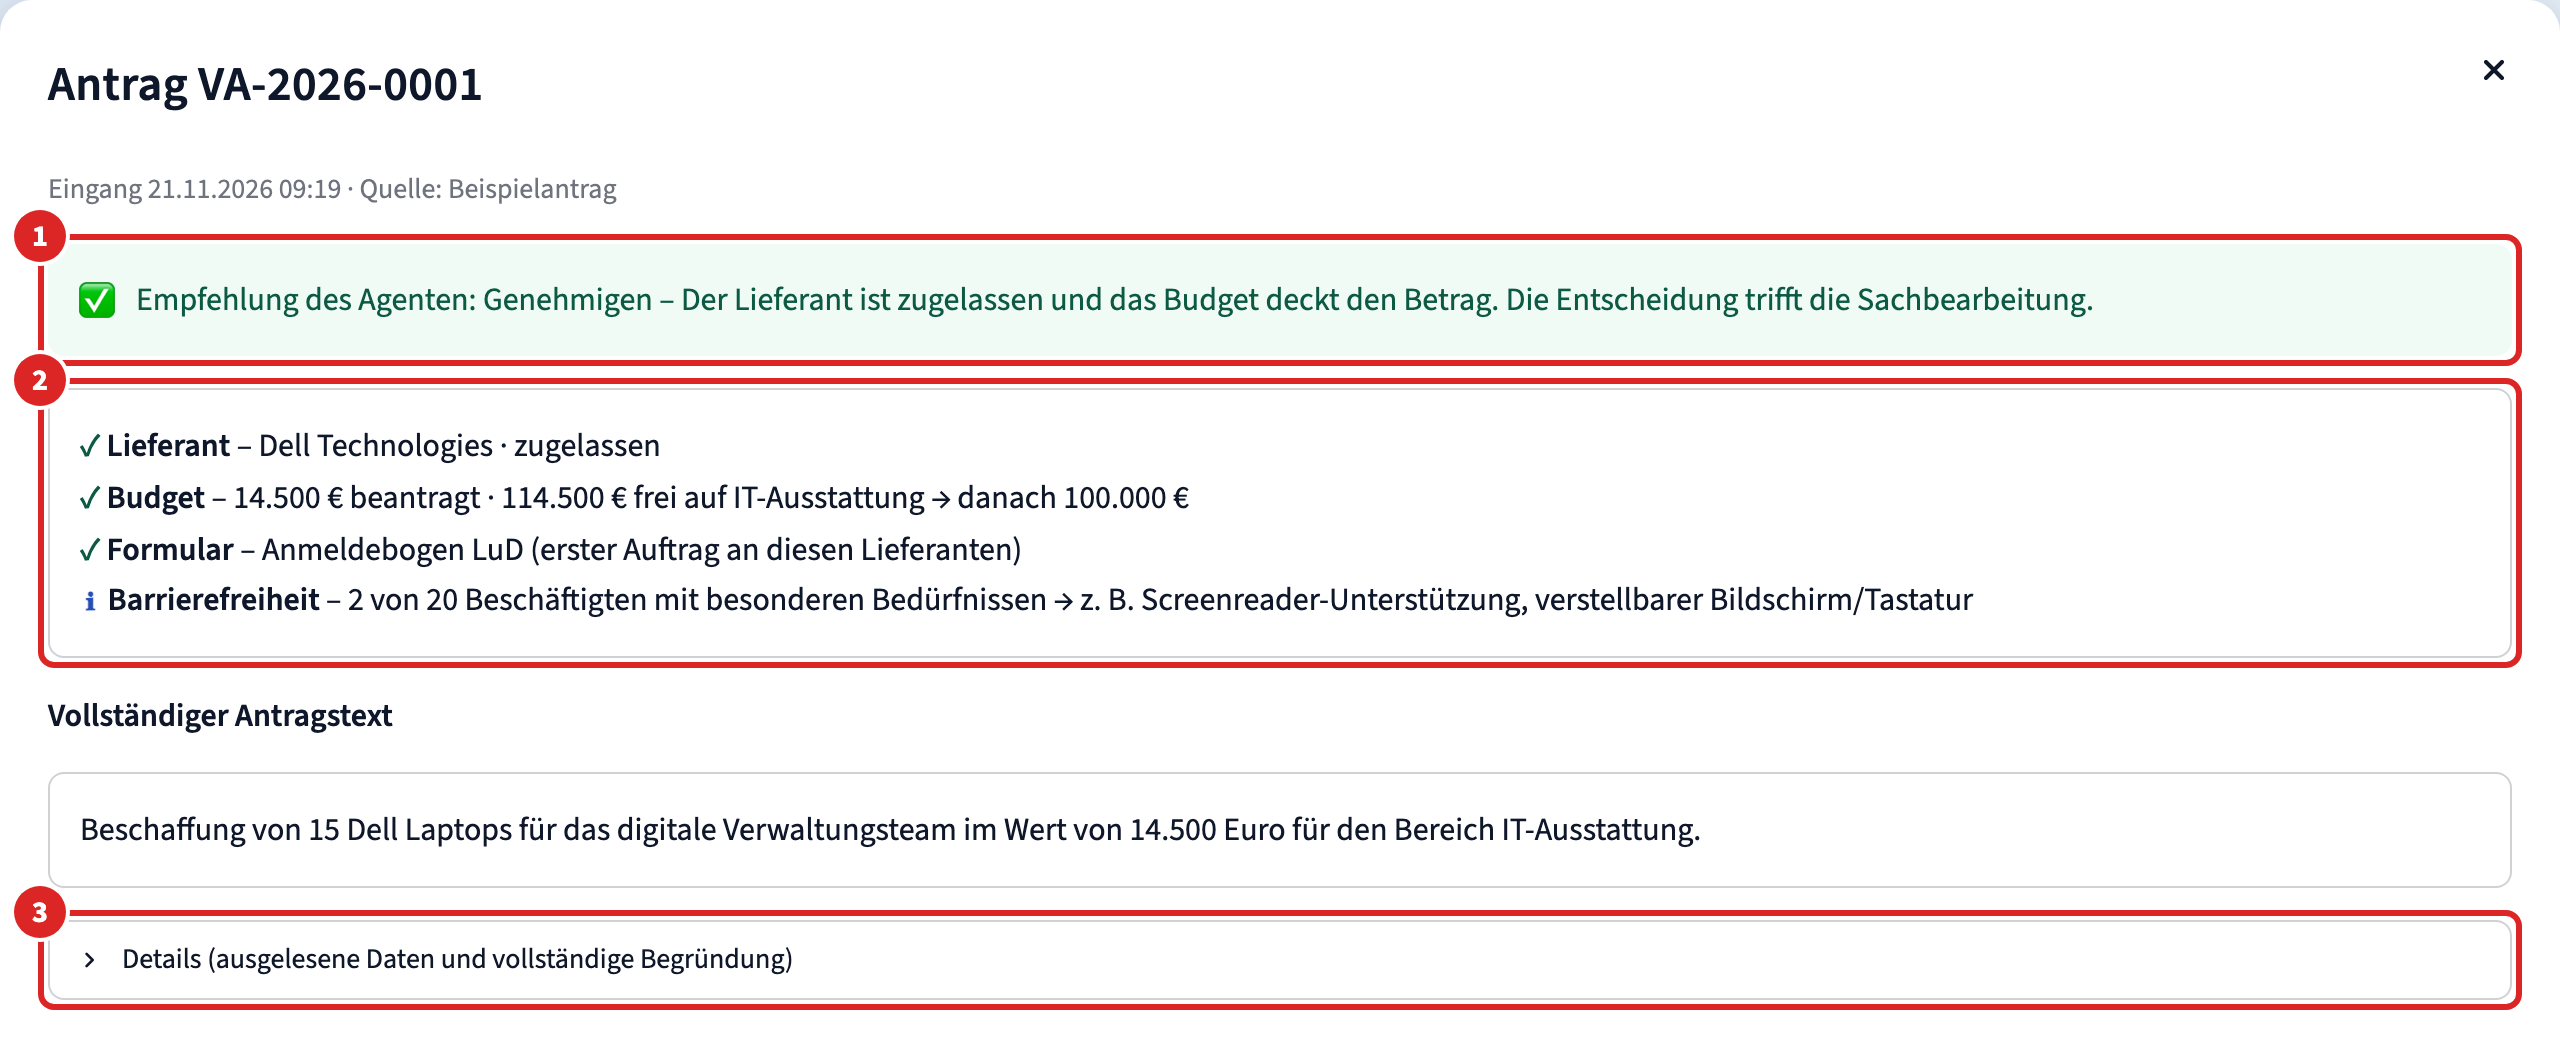 Antrag VA-2026-0001
Eingang 21.11.2026 09:19 · Quelle: Beispielantrag
1
✅ Empfehlung des Agenten: Genehmigen – Der Lieferant ist zugelassen und das Budget deckt den Betrag. Die Entscheidung trifft die Sachbearbeitung.
2
✓ Lieferant – Dell Technologies · zugelassen
✓ Budget – 14.500 € beantragt · 114.500 € frei auf IT-Ausstattung → danach 100.000 €
✓ Formular – Anmeldebogen LuD (erster Auftrag an diesen Lieferanten)
ℹ Barrierefreiheit – 2 von 20 Beschäftigten mit besonderen Bedürfnissen → z. B. Screenreader-Unterstützung, verstellbarer Bildschirm/Tastatur
Vollständiger Antragstext
Beschaffung von 15 Dell Laptops für das digitale Verwaltungsteam im Wert von 14.500 Euro für den Bereich IT-Ausstattung.
3
Details (ausgelesene Daten und vollständige Begründung)